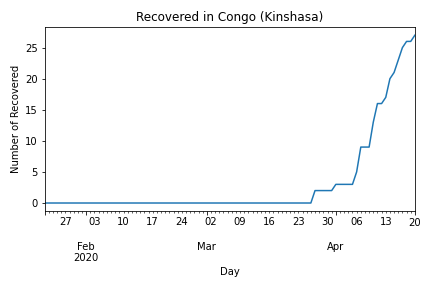 Recovered in Congo (Kinshasa)
Number of Recovered
25
20
15
10
5
0
27 03 10 17 24 02 09 16 23 30 06 13 20
Feb Mar Apr
2020
Day